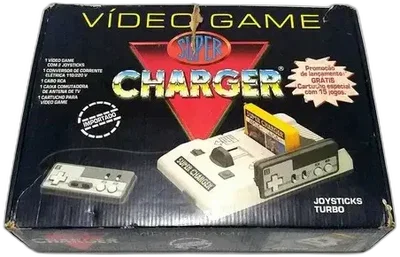 VÍDEO GAME
SUPER
CHARGER
1 VÍDEO GAME
COM 2 JOYSTICKS
1 CONVERSOR DE CORRENTE
ELÉTRICA 110/220 V
1 CABO RCA
1 CAIXA COMUTADORA
DE ANTENA DE TV
1 CARTUCHO PARA
VÍDEO GAME
IMPORTADO
Promoção
de lançamento:
GRÁTIS
Cartucho especial
com 15 jogos.
SUPER CHARGER
JOYSTICKS
TURBO